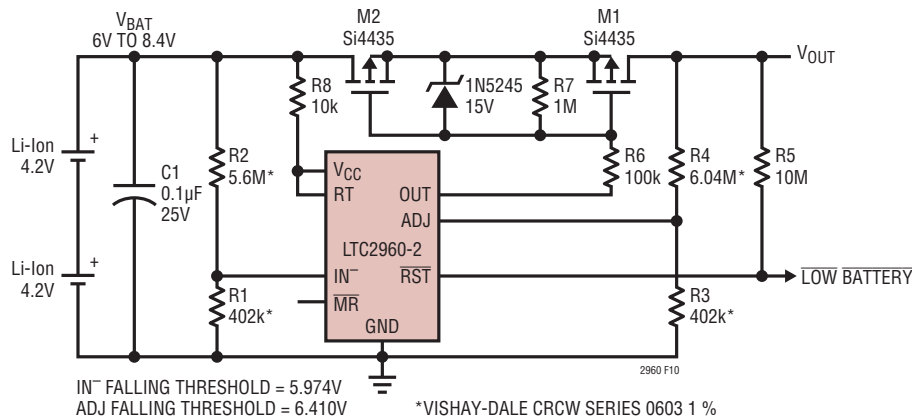 M2
Si4435
M1
Si4435
VBAT
6V TO 8.4V
VOUT
R8
10k
1N5245
15V
R7
1M
Li-Ion
4.2V
+
R2
5.6M*
C1
0.1µF
25V
VCC
RT
OUT
ADJ
LTC2960-2
IN–
RST
MR
GND
R6
100k
R4
6.04M*
R5
10M
Li-Ion
4.2V
+
R1
402k*
LOW BATTERY
R3
402k*
2960 F10
IN– FALLING THRESHOLD = 5.974V
ADJ FALLING THRESHOLD = 6.410V
*VISHAY-DALE CRCW SERIES 0603 1 %